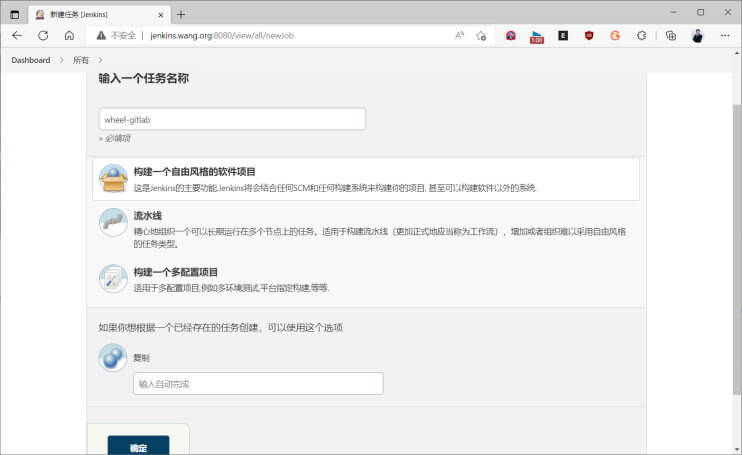 新建任务 [Jenkins]
不安全
jenkins.wang.org:8080/view/all/newJob
1.00
Dashboard
所有
输入一个任务名称
wheel-gitlab
» 必填项
构建一个自由风格的软件项目
这是Jenkins的主要功能.Jenkins将会结合任何SCM和任何构建系统来构建你的项目, 甚至可以构建软件以外的系统.
流水线
精心地组织一个可以长期运行在多个节点上的任务。适用于构建流水线（更加正式地应当称为工作流），增加或者组织难以采用自由风格
的任务类型。
构建一个多配置项目
适用于多配置项目,例如多环境测试,平台指定构建,等等.
如果你想根据一个已经存在的任务创建，可以使用这个选项
复制
输入自动完成
确定